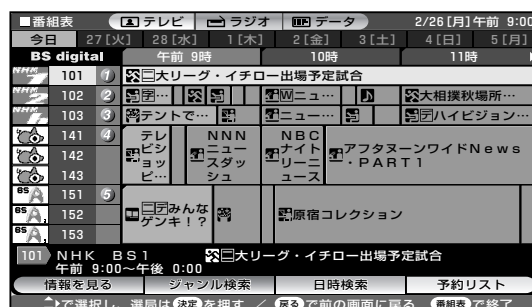 ■番組表 テレビ ラジオ データ 2/26[月]午前 9:00
今日 27[火] 28[水] 1[木] 2[金] 3[土] 4[日] 5[月]
BS digital 午前 9時 10時 11時
101 1 大リーグ・イチロー出場予定試合
102 2 字… W ニュ… 大相撲秋場所…
103 3 テントで… ニュー… ハイビジョン…
141 4 テレビショッピ… NNNニュースダッシュ NBCナイトリーニュース アフタヌーンワイドNews・PART1
142
143
BS 151 5
BS 152 みんなゲンキ!? 原宿コレクション
BS 153
101 NHK BS1 大リーグ・イチロー出場予定試合
午前 9:00〜午後 0:00
情報を見る ジャンル検索 日時検索 予約リスト
で選択し、選局は 決定 を押す / 戻る で前の画面に戻る 番組表 で終了